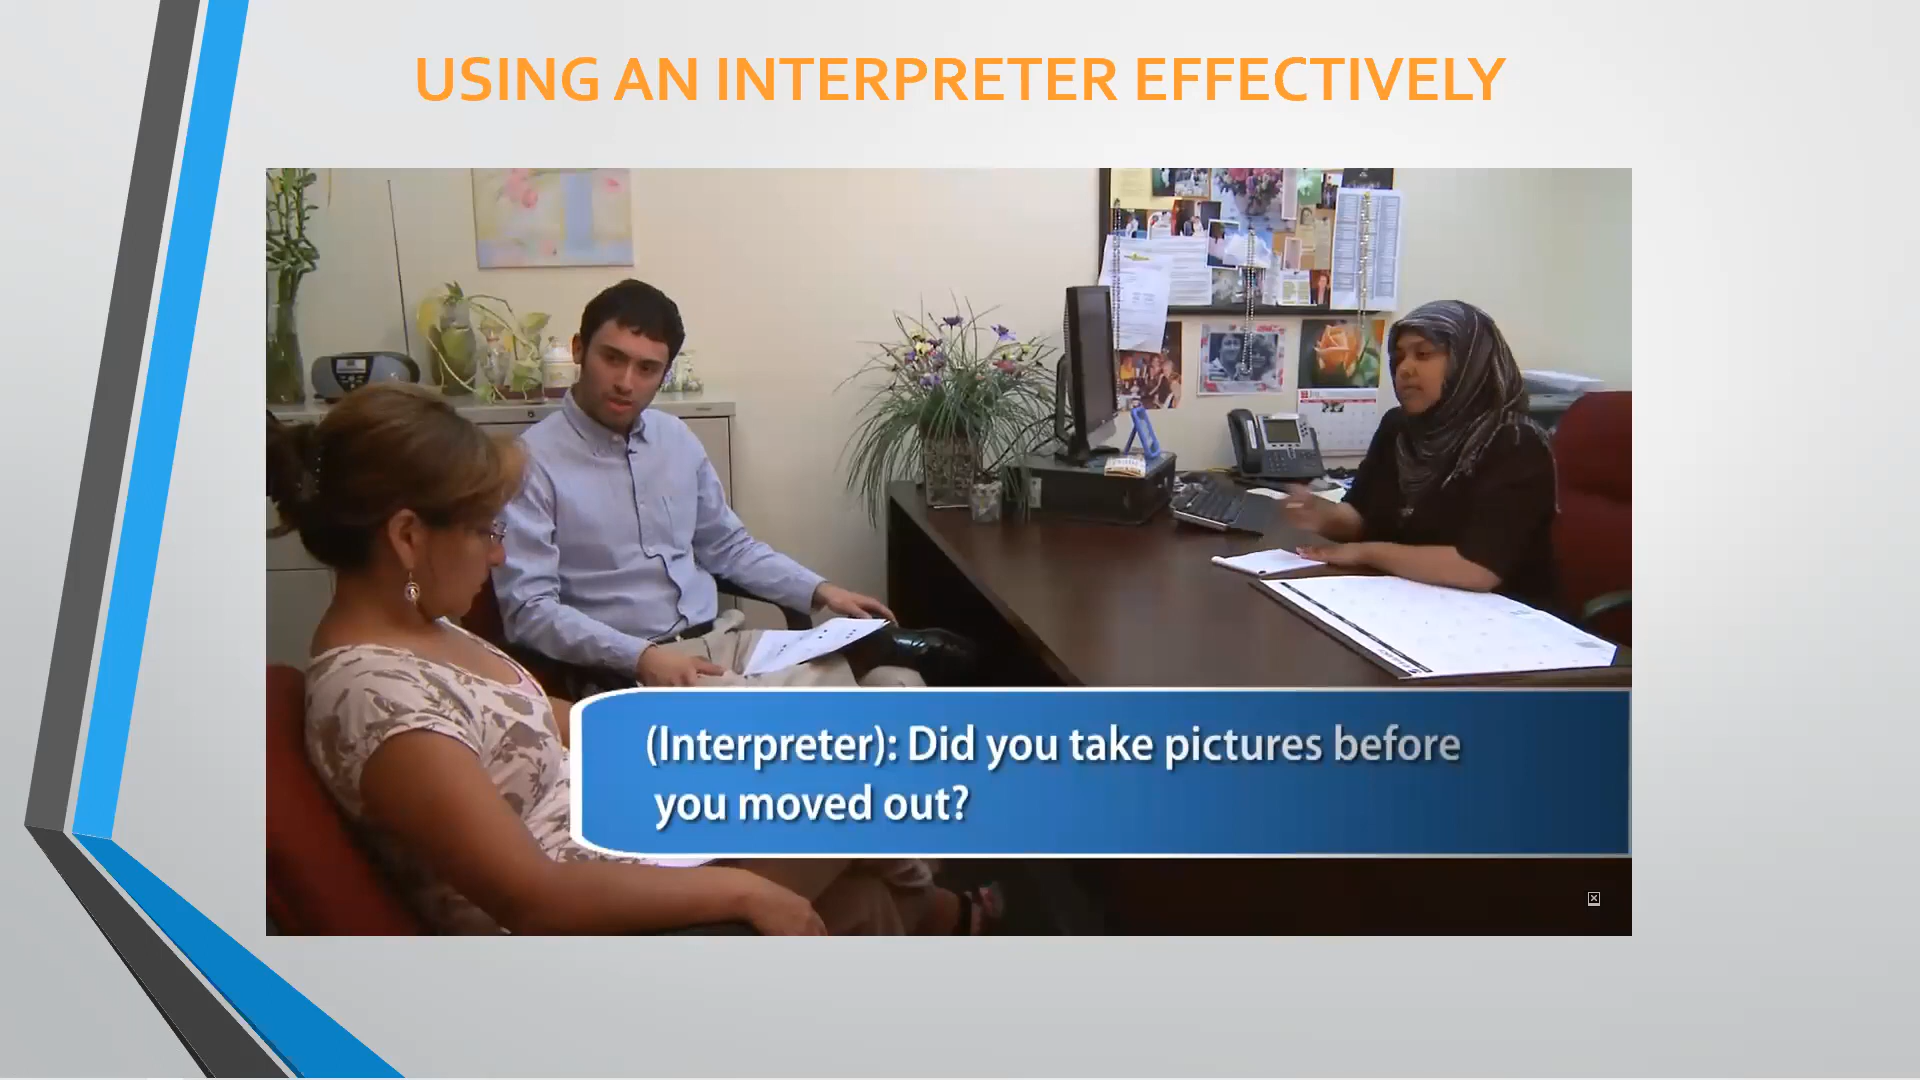 USING AN INTERPRETER EFFECTIVELY
(Interpreter): Did you take pictures before
you moved out?